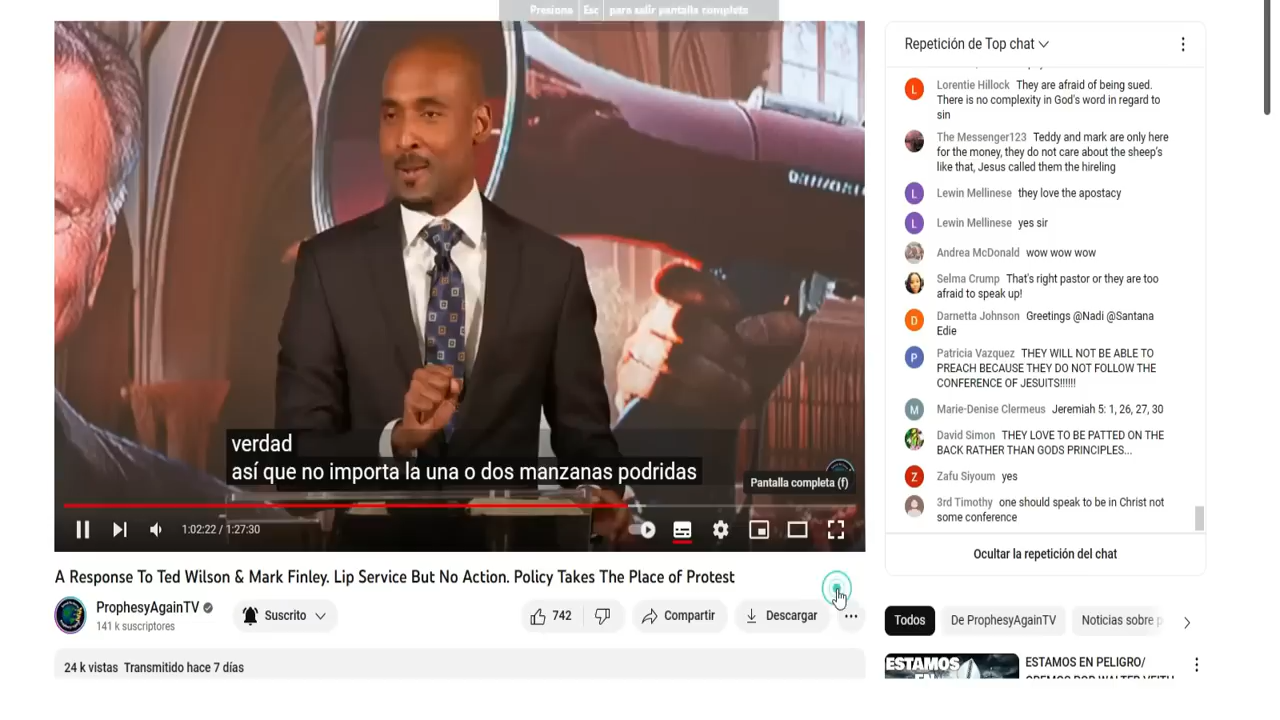 Presiona Esc para salir pantalla completa
verdad
así que no importa la una o dos manzanas podridas
Pantalla completa (f)
1:02:22 / 1:27:30
A Response To Ted Wilson & Mark Finley. Lip Service But No Action. Policy Takes The Place of Protest
ProphesyAgainTV
141 k suscriptores
Suscrito
742
Compartir
Descargar
24 k vistas Transmitido hace 7 días
Repetición de Top chat
Lorentie Hillock They are afraid of being sued.
There is no complexity in God's word in regard to
sin
The Messenger123 Teddy and mark are only here
for the money, they do not care about the sheep's
like that, Jesus called them the hireling
Lewin Mellinese they love the apostacy
Lewin Mellinese yes sir
Andrea McDonald wow wow wow
Selma Crump That's right pastor or they are too
afraid to speak up!
Darnetta Johnson Greetings @Nadi @Santana
Edie
Patricia Vazquez THEY WILL NOT BE ABLE TO
PREACH BECAUSE THEY DO NOT FOLLOW THE
CONFERENCE OF JESUITS!!!!!!
Marie-Denise Clermeus Jeremiah 5: 1, 26, 27, 30
David Simon THEY LOVE TO BE PATTED ON THE
BACK RATHER THAN GODS PRINCIPLES...
Zafu Siyoum yes
3rd Timothy one should speak to be in Christ not
some conference
Ocultar la repetición del chat
Todos
De ProphesyAgainTV
Noticias sobre
ESTAMOS
EN
ESTAMOS EN PELIGRO/
OREMOS POR WALTER VEITH